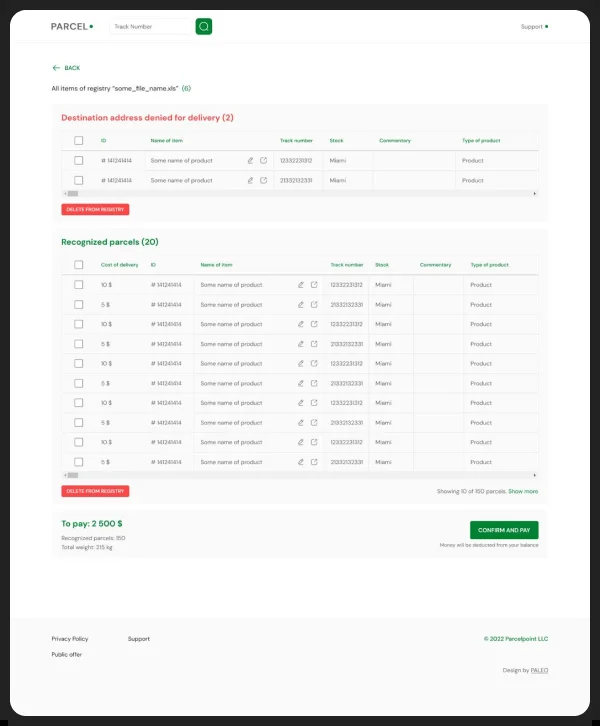 PARCEL
Track Number
Support
BACK
All items of registry “some_file_name.xls” (6)
Destination address denied for delivery (2)
ID Name of item Track number Stock Commentary Type of product
# 141241414 Some name of product 12332231312 Miami Product
# 141241414 Some name of product 21332132331 Miami Product
DELETE FROM REGISTRY
Recognized parcels (20)
Cost of delivery ID Name of item Track number Stock Commentary Type of product
10 $ # 141241414 Some name of product 12332231312 Miami Product
5 $ # 141241414 Some name of product 21332132331 Miami Product
10 $ # 141241414 Some name of product 12332231312 Miami Product
5 $ # 141241414 Some name of product 21332132331 Miami Product
10 $ # 141241414 Some name of product 12332231312 Miami Product
5 $ # 141241414 Some name of product 21332132331 Miami Product
10 $ # 141241414 Some name of product 12332231312 Miami Product
5 $ # 141241414 Some name of product 21332132331 Miami Product
10 $ # 141241414 Some name of product 12332231312 Miami Product
5 $ # 141241414 Some name of product 21332132331 Miami Product
DELETE FROM REGISTRY
Showing 10 of 150 parcels. Show more
To pay: 2 500 $
Recognized parcels: 150
Total weight: 215 kg
CONFIRM AND PAY
Money will be deducted from your balance
Privacy Policy Support
Public offer
© 2022 Parcelpoint LLC
Design by PALEO